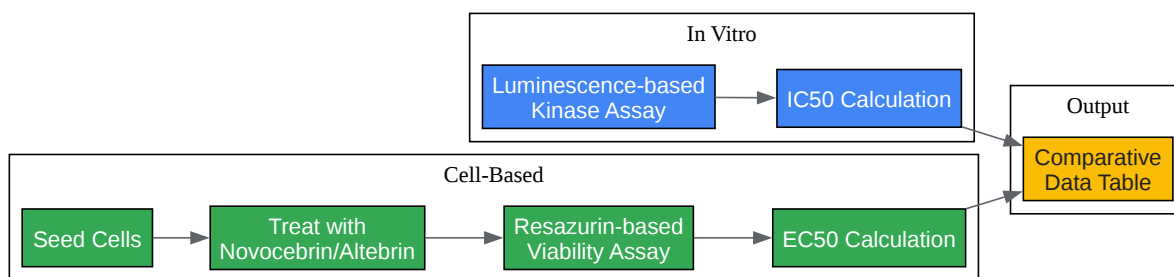 In Vitro
Luminescence-based
Kinase Assay
IC50 Calculation
Output
Comparative
Data Table
Cell-Based
Seed Cells
Treat with
Novocebrin/Altebrin
Resazurin-based
Viability Assay
EC50 Calculation